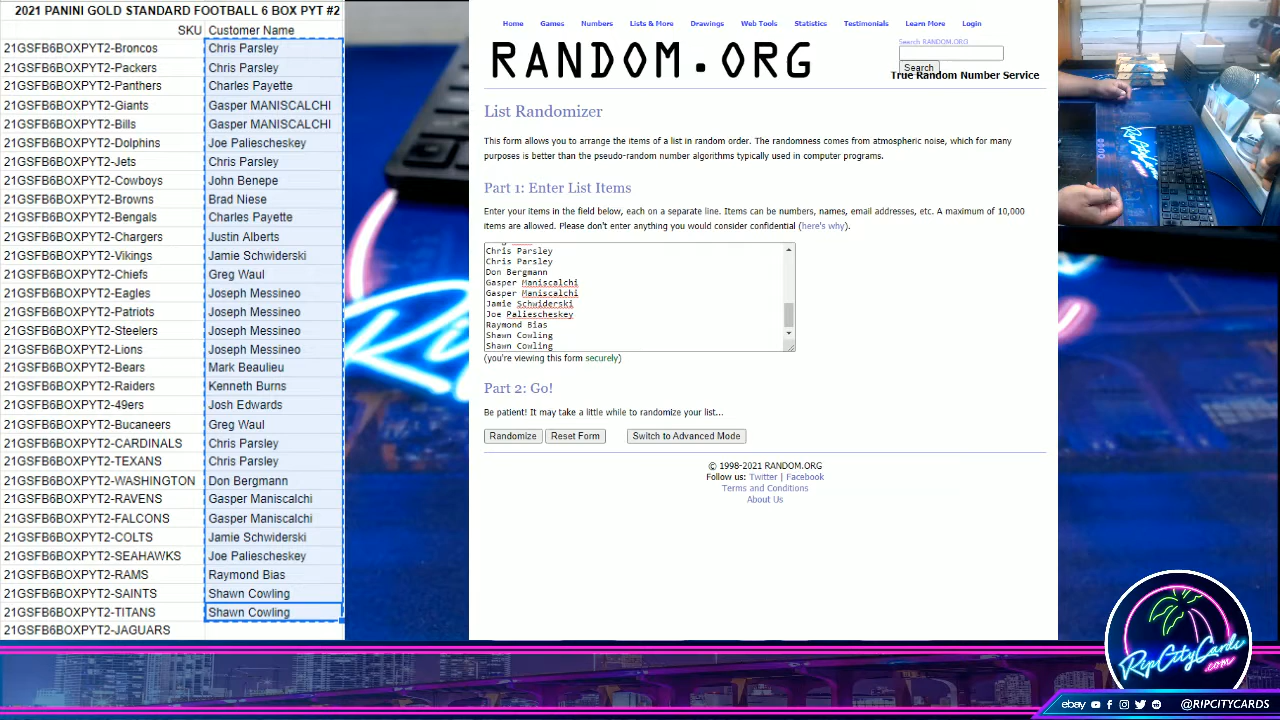 2021 PANINI GOLD STANDARD FOOTBALL 6 BOX PYT #2
SKU Customer Name
21GSFB6BOXPYT2-Broncos Chris Parsley
21GSFB6BOXPYT2-Packers Chris Parsley
21GSFB6BOXPYT2-Panthers Charles Payette
21GSFB6BOXPYT2-Giants Gasper MANISCALCHI
21GSFB6BOXPYT2-Bills Gasper MANISCALCHI
21GSFB6BOXPYT2-Dolphins Joe Paliescheskey
21GSFB6BOXPYT2-Jets Chris Parsley
21GSFB6BOXPYT2-Cowboys John Benepe
21GSFB6BOXPYT2-Browns Brad Niese
21GSFB6BOXPYT2-Bengals Charles Payette
21GSFB6BOXPYT2-Chargers Justin Alberts
21GSFB6BOXPYT2-Vikings Jamie Schwiderski
21GSFB6BOXPYT2-Chiefs Greg Waul
21GSFB6BOXPYT2-Eagles Joseph Messineo
21GSFB6BOXPYT2-Patriots Joseph Messineo
21GSFB6BOXPYT2-Steelers Joseph Messineo
21GSFB6BOXPYT2-Lions Joseph Messineo
21GSFB6BOXPYT2-Bears Mark Beaulieu
21GSFB6BOXPYT2-Raiders Kenneth Burns
21GSFB6BOXPYT2-49ers Josh Edwards
21GSFB6BOXPYT2-Bucaneers Greg Waul
21GSFB6BOXPYT2-CARDINALS Chris Parsley
21GSFB6BOXPYT2-TEXANS Chris Parsley
21GSFB6BOXPYT2-WASHINGTON Don Bergmann
21GSFB6BOXPYT2-RAVENS Gasper Maniscalchi
21GSFB6BOXPYT2-FALCONS Gasper Maniscalchi
21GSFB6BOXPYT2-COLTS Jamie Schwiderski
21GSFB6BOXPYT2-SEAHAWKS Joe Paliescheskey
21GSFB6BOXPYT2-RAMS Raymond Bias
21GSFB6BOXPYT2-SAINTS Shawn Cowling
21GSFB6BOXPYT2-TITANS Shawn Cowling
21GSFB6BOXPYT2-JAGUARS
Home Games Numbers Lists & More Drawings Web Tools Statistics Testimonials Learn More Login
Search RANDOM.ORG
Search
RANDOM.ORG
True Random Number Service
List Randomizer
This form allows you to arrange the items of a list in random order. The randomness comes from atmospheric noise, which for many
purposes is better than the pseudo-random number algorithms typically used in computer programs.
Part 1: Enter List Items
Enter your items in the field below, each on a separate line. Items can be numbers, names, email addresses, etc. A maximum of 10,000
items are allowed. Please don't enter anything you would consider confidential (here's why).
Chris Parsley
Chris Parsley
Don Bergmann
Gasper Maniscalchi
Gasper Maniscalchi
Jamie Schwiderski
Joe Paliescheskey
Raymond Bias
Shawn Cowling
Shawn Cowling
(you're viewing this form securely)
Part 2: Go!
Be patient! It may take a little while to randomize your list...
Randomize Reset Form Switch to Advanced Mode
© 1998-2021 RANDOM.ORG
Follow us: Twitter | Facebook
Terms and Conditions
About Us
RipCityCards
.com
ebay @RIPCITYCARDS